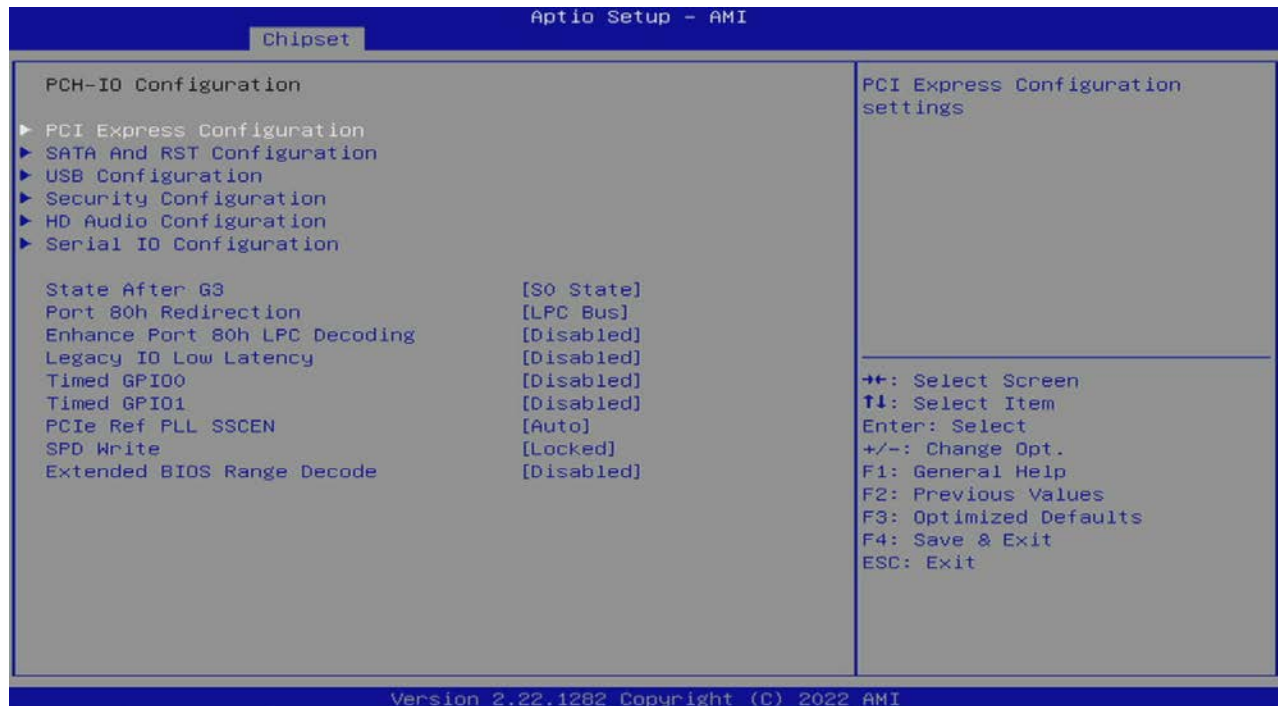 Aptio Setup - AMI
Chipset
PCH-IO Configuration
► PCI Express Configuration
► SATA And RST Configuration
► USB Configuration
► Security Configuration
► HD Audio Configuration
► Serial IO Configuration
State After G3 [S0 State]
Port 80h Redirection [LPC Bus]
Enhance Port 80h LPC Decoding [Disabled]
Legacy IO Low Latency [Disabled]
Timed GPIO0 [Disabled]
Timed GPIO1 [Disabled]
PCIe Ref PLL SSCEN [Auto]
SPD Write [Locked]
Extended BIOS Range Decode [Disabled]
PCI Express Configuration
settings
→←: Select Screen
↑↓: Select Item
Enter: Select
+/-: Change Opt.
F1: General Help
F2: Previous Values
F3: Optimized Defaults
F4: Save & Exit
ESC: Exit
Version 2.22.1282 Copyright (C) 2022 AMI